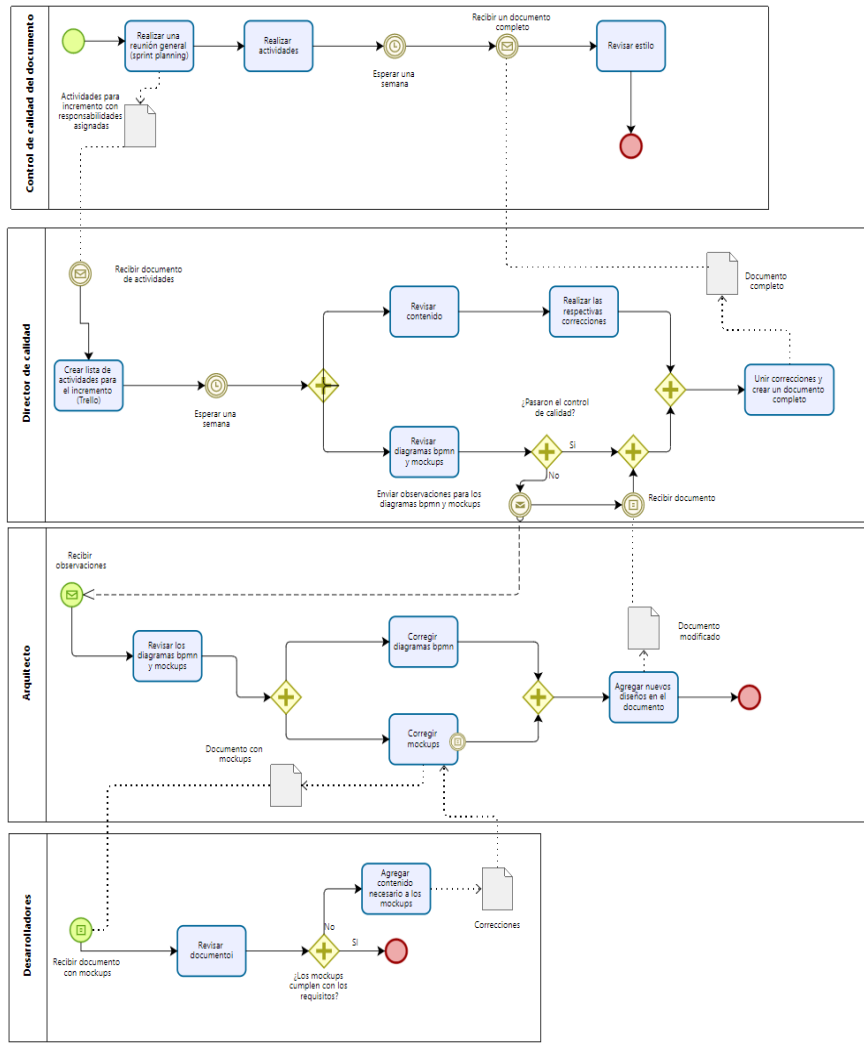 Control de calidad del documento
Realizar una
reunión general
(sprint planning)
Realizar
actividades
Esperar una
semana
Recibir un documento
completo
Revisar estilo
Actividades para
incremento con
responsabilidades
asignadas
Director de calidad
Recibir documento
de actividades
Crear lista de
actividades para
el incremento
(Trello)
Esperar una
semana
Revisar
contenido
Realizar las
respectivas
correcciones
Documento
completo
Unir correcciones y
crear un documento
completo
¿Pasaron el control
de calidad?
Revisar
diagramas bpmn
y mockups
Si
No
Enviar observaciones para los
diagramas bpmn y mockups
Recibir documento
Arquitecto
Recibir
observaciones
Revisar los
diagramas bpmn
y mockups
Corregir
diagramas bpmn
Corregir
mockups
Documento
modificado
Agregar nuevos
diseños en el
documento
Documento con
mockups
Desarrolladores
Recibir documento
con mockups
Revisar
documentoi
Agregar
contenido
necesario a los
mockups
No
Si
¿Los mockups
cumplen con los
requisitos?
Correcciones